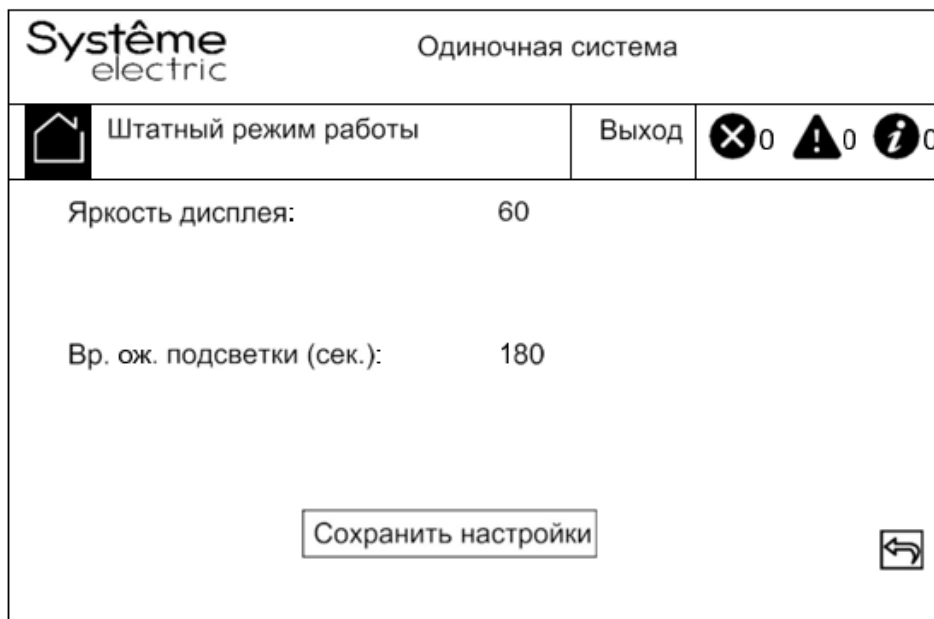 Systême
electric
Одиночная система
Штатный режим работы
Выход
0
0
0
Яркость дисплея: 60
Вр. ож. подсветки (сек.): 180
Сохранить настройки